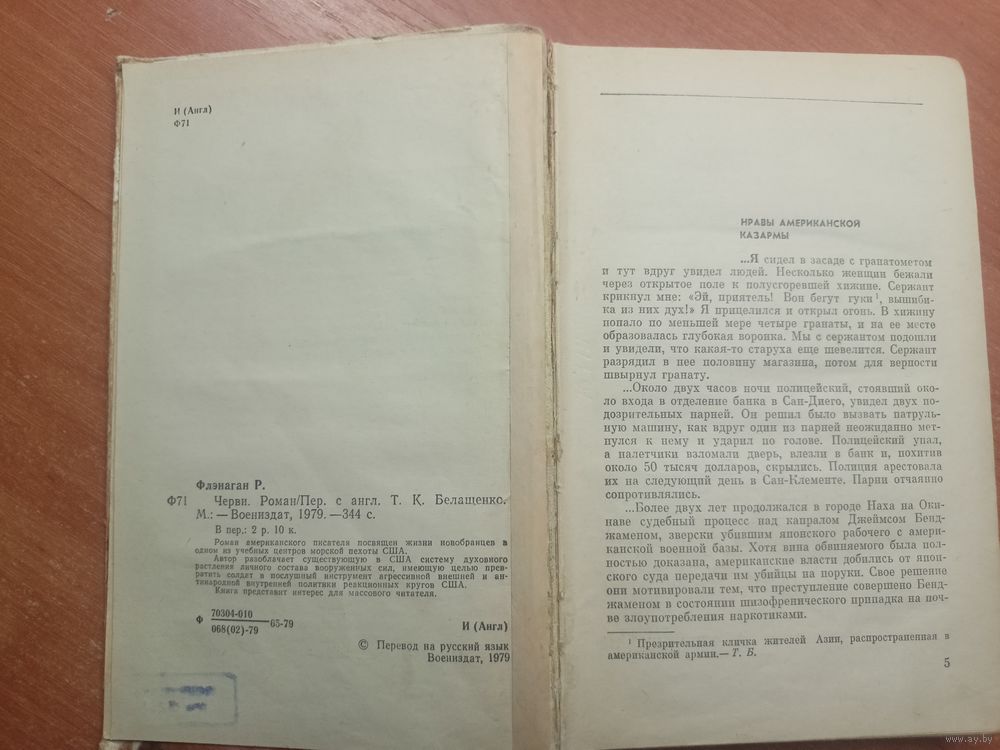 И (Англ)
Ф71
Флэнаган Р.
Ф71 Черви. Роман/Пер. с англ. Т. К. Белащенко.
М.: — Воениздат, 1979. — 344 с.
В пер.: 2 р. 10 к.
Роман американского писателя посвящен жизни новобранцев в
одном из учебных центров морской пехоты США.
Автор разоблачает существующую в США систему духовного
растления личного состава вооруженных сил, имеющую целью прев-
ратить солдат в послушный инструмент агрессивной внешней и ан-
тинародной внутренней политики реакционных кругов США.
Книга представит интерес для массового читателя.
Ф 70304-010
068(02)-79 65-79
И (Англ)
© Перевод на русский язык
Воениздат, 1979
НРАВЫ АМЕРИКАНСКОЙ
КАЗАРМЫ
...Я сидел в засаде с гранатометом
и тут вдруг увидел людей. Несколько женщин бежали
через открытое поле к полусгоревшей хижине. Сержант
крикнул мне: «Эй, приятель! Вон бегут гуки¹, вышиби-
ка из них дух!» Я прицелился и открыл огонь. В хижину
попало по меньшей мере четыре гранаты, и на ее месте
образовалась глубокая воронка. Мы с сержантом подошли
и увидели, что какая-то старуха еще шевелится. Сержант
разрядил в нее половину магазина, потом для верности
швырнул гранату.
...Около двух часов ночи полицейский, стоявший око-
ло входа в отделение банка в Сан-Диего, увидел двух по-
дозрительных парней. Он решил было вызвать патруль-
ную машину, как вдруг один из парней неожиданно мет-
нулся к нему и ударил по голове. Полицейский упал,
а налетчики взломали дверь, влезли в банк и, похитив
около 50 тысяч долларов, скрылись. Полиция арестовала
их на следующий день в Сан-Клементе. Парни отчаянно
сопротивлялись.
...Более двух лет продолжался в городе Наха на Оки-
наве судебный процесс над капралом Джеймсом Бенд-
жаменом, зверски убившим японского рабочего с амери-
канской военной базы. Хотя вина обвиняемого была пол-
ностью доказана, американские власти добились от япон-
ского суда передачи им убийцы на поруки. Свое решение
они мотивировали тем, что преступление совершено Бенд-
жаменом в состоянии шизофренического припадка на поч-
ве злоупотребления наркотиками.
¹ Презрительная кличка жителей Азии, распространенная в
американской армии.— Т. Б.
5
www.ay.by